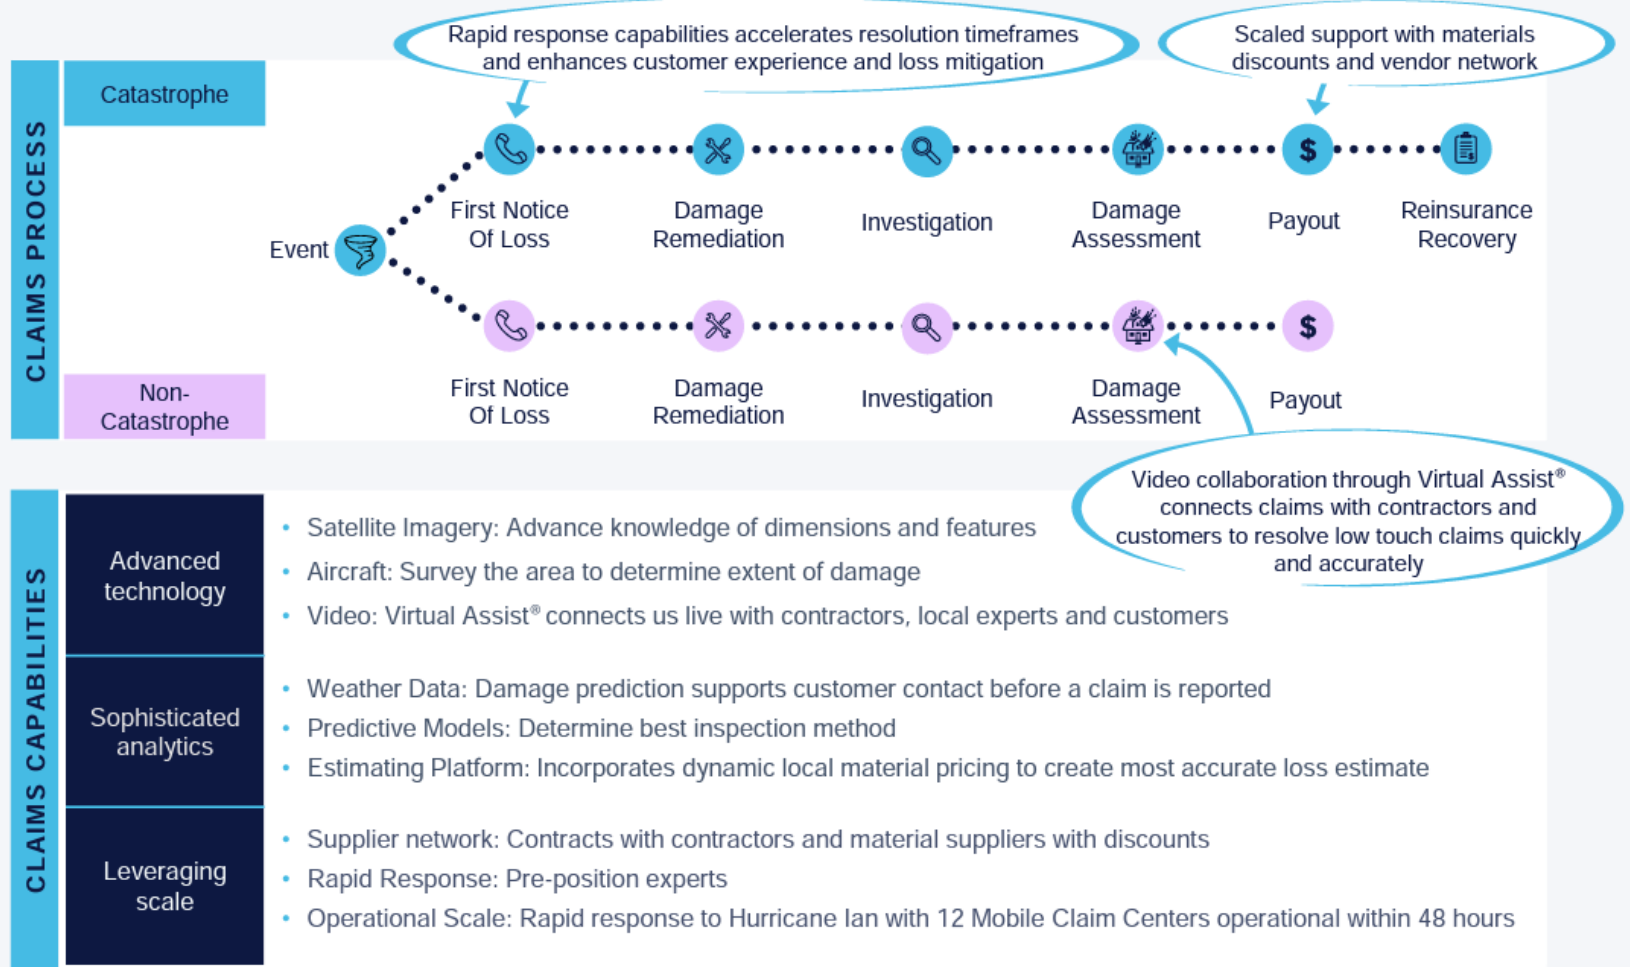 Rapid response capabilities accelerates resolution timeframes
and enhances customer experience and loss mitigation
Scaled support with materials
discounts and vendor network
CLAIMS PROCESS
Catastrophe
Event
First Notice
Of Loss
Damage
Remediation
Investigation
Damage
Assessment
$
Payout
Reinsurance
Recovery
Non-
Catastrophe
First Notice
Of Loss
Damage
Remediation
Investigation
Damage
Assessment
$
Payout
Video collaboration through Virtual Assist®
connects claims with contractors and
customers to resolve low touch claims quickly
and accurately
CLAIMS CAPABILITIES
Advanced
technology
• Satellite Imagery: Advance knowledge of dimensions and features
• Aircraft: Survey the area to determine extent of damage
• Video: Virtual Assist® connects us live with contractors, local experts and customers
Sophisticated
analytics
• Weather Data: Damage prediction supports customer contact before a claim is reported
• Predictive Models: Determine best inspection method
• Estimating Platform: Incorporates dynamic local material pricing to create most accurate loss estimate
Leveraging
scale
• Supplier network: Contracts with contractors and material suppliers with discounts
• Rapid Response: Pre-position experts
• Operational Scale: Rapid response to Hurricane Ian with 12 Mobile Claim Centers operational within 48 hours